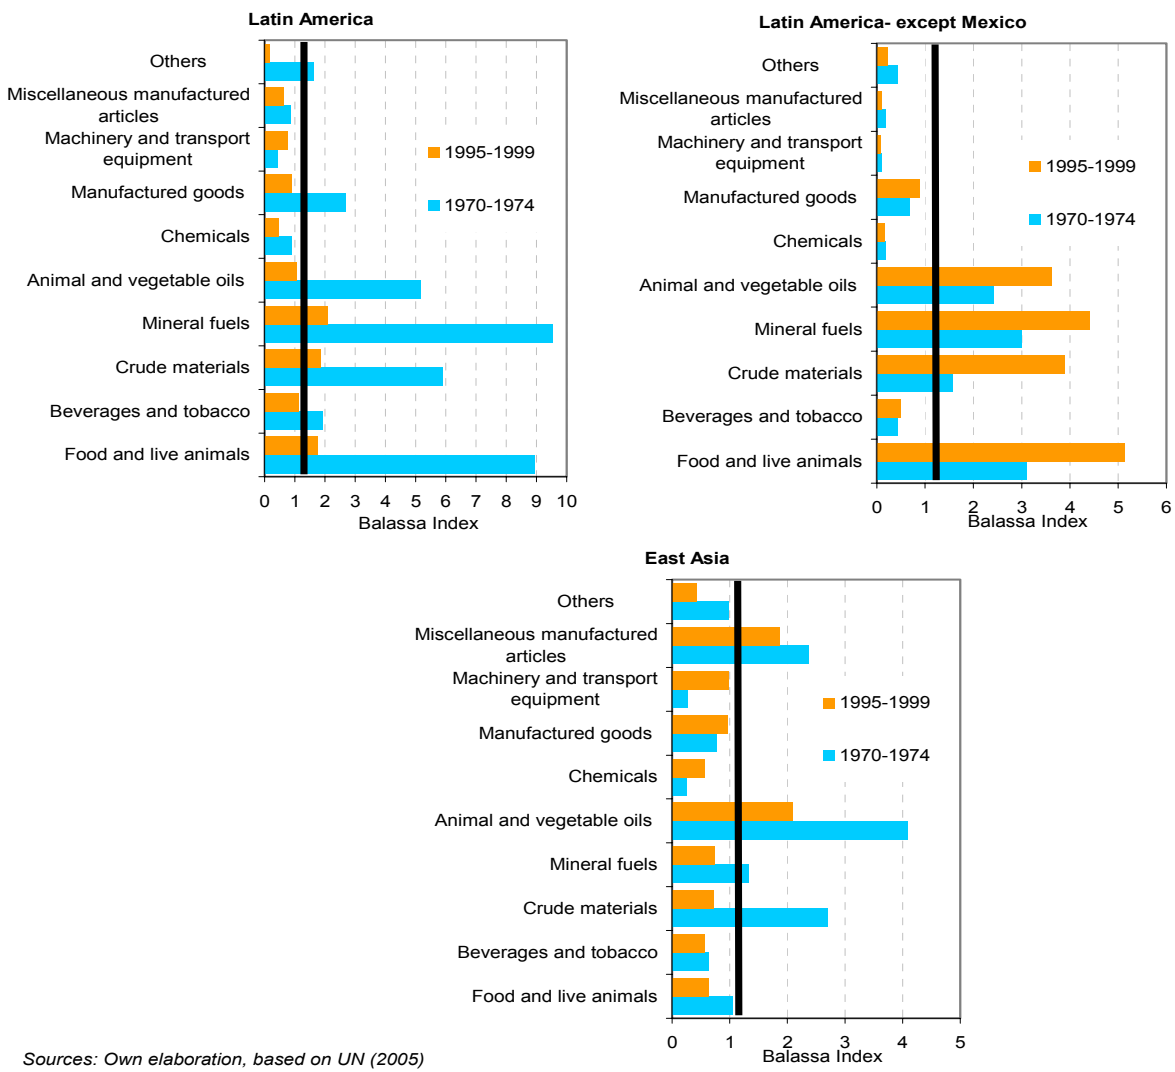 Latin America
Others
Miscellaneous manufactured
articles
Machinery and transport
equipment
Manufactured goods
Chemicals
Animal and vegetable oils
Mineral fuels
Crude materials
Beverages and tobacco
Food and live animals
1995-1999
1970-1974
0 1 2 3 4 5 6 7 8 9 10
Balassa Index
Latin America- except Mexico
Others
Miscellaneous manufactured
articles
Machinery and transport
equipment
Manufactured goods
Chemicals
Animal and vegetable oils
Mineral fuels
Crude materials
Beverages and tobacco
Food and live animals
1995-1999
1970-1974
0 1 2 3 4 5 6
Balassa Index
East Asia
Others
Miscellaneous manufactured
articles
Machinery and transport
equipment
Manufactured goods
Chemicals
Animal and vegetable oils
Mineral fuels
Crude materials
Beverages and tobacco
Food and live animals
1995-1999
1970-1974
0 1 2 3 4 5
Balassa Index
Sources: Own elaboration, based on UN (2005)